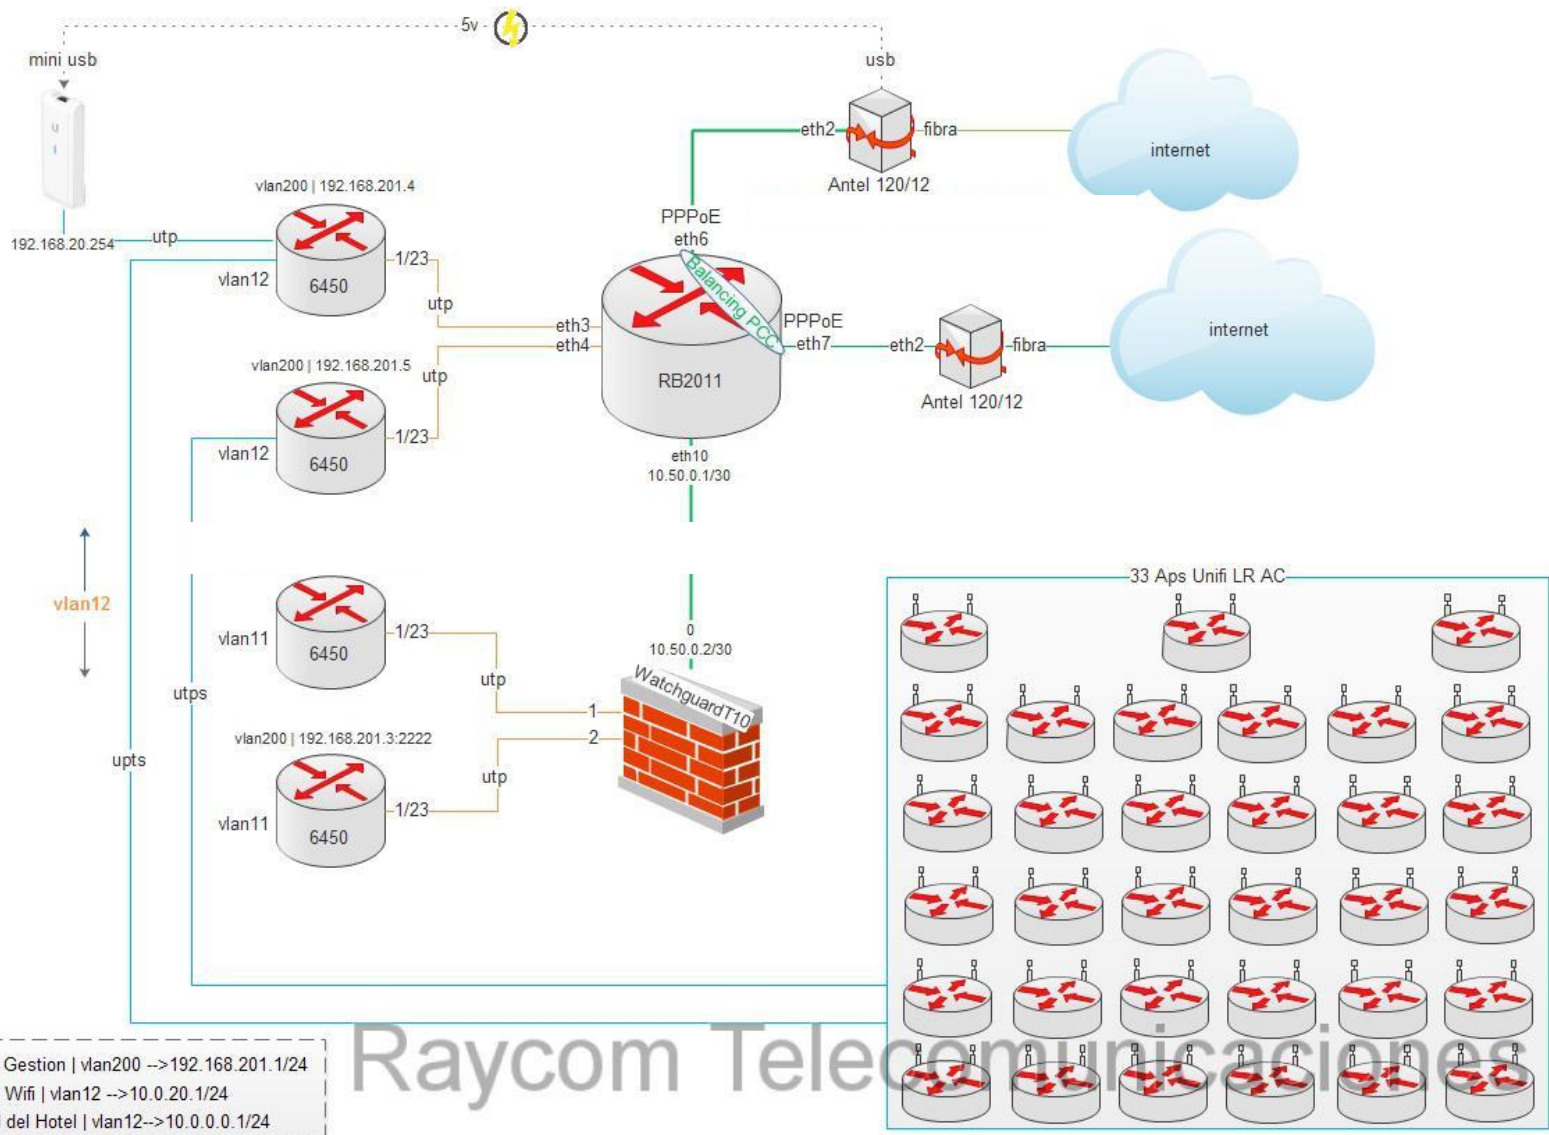 5v
mini usb
usb
eth2
fibra
internet
Antel 120/12
vlan200 | 192.168.201.4
PPPoE
eth6
192.168.20.254
utp
1/23
vlan12
6450
utp
Balancing PCC
eth3
eth4
PPPoE
eth7
eth2
fibra
internet
RB2011
Antel 120/12
vlan200 | 192.168.201.5
utp
1/23
vlan12
6450
eth10
10.50.0.1/30
33 Aps Unifi LR AC
vlan12
vlan11
1/23
6450
0
10.50.0.2/30
utp
utps
WatchguardT10
1
2
vlan200 | 192.168.201.3:2222
upts
utp
1/23
vlan11
6450
Raycom Telecomunicaciones
Gestion | vlan200 -->192.168.201.1/24
Wifi | vlan12 -->10.0.20.1/24
del Hotel | vlan12-->10.0.0.0.1/24